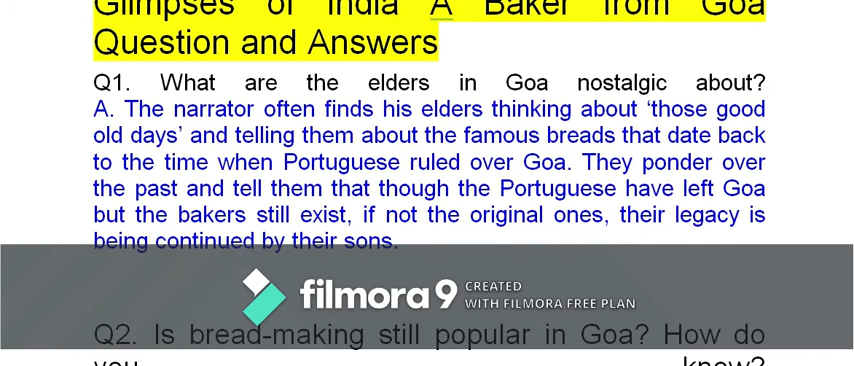 Glimpses of India A Baker from Goa
Question and Answers
Q1. What are the elders in Goa nostalgic about?
A. The narrator often finds his elders thinking about ‘those good
old days’ and telling them about the famous breads that date back
to the time when Portuguese ruled over Goa. They ponder over
the past and tell them that though the Portuguese have left Goa
but the bakers still exist, if not the original ones, their legacy is
being continued by their sons.
filmora9 CREATED
WITH FILMORA FREE PLAN
Q2. Is bread-making still popular in Goa? How do
you know?